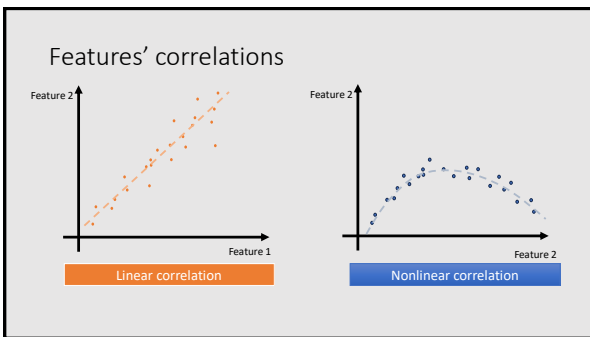 Features' correlations
Feature 2
Feature 1
Linear correlation
Feature 2
Feature 2
Nonlinear correlation